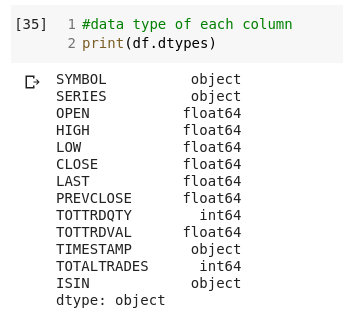 [35] 1 #data type of each column
2 print(df.dtypes)
SYMBOL object
SERIES object
OPEN float64
HIGH float64
LOW float64
CLOSE float64
LAST float64
PREVCLOSE float64
TOTTRDQTY int64
TOTTRDVAL float64
TIMESTAMP object
TOTALTRADES int64
ISIN object
dtype: object